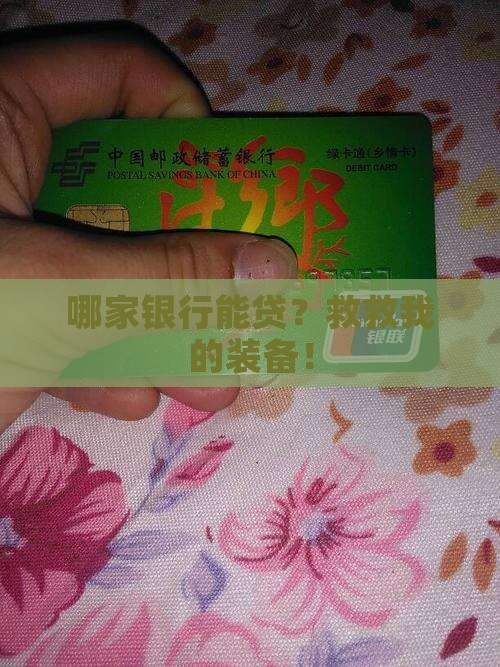 中国邮政储蓄银行
POSTAL SAVINGS BANK OF CHINA
绿卡通(乡情卡)
DEBIT CARD
乡
哪家银行能贷?救救我
的装备!
银联